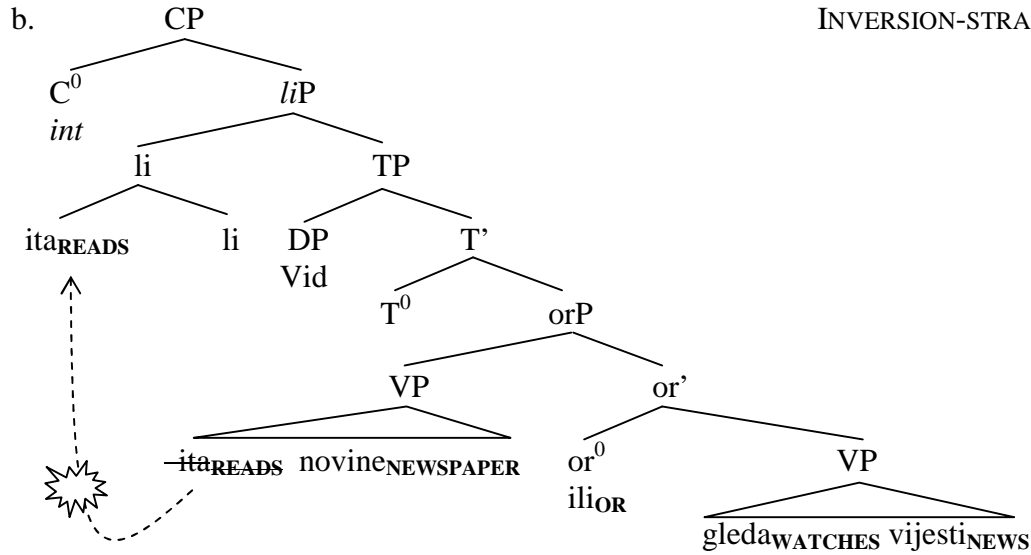 b. CP INVERSION-STRA
C⁰ liP
int
li TP
itaREADS li DP T’
Vid
T⁰ orP
VP or’
itaREADS novineNEWSPAPER or⁰ VP
iliOR
gledaWATCHES vijestiNEWS